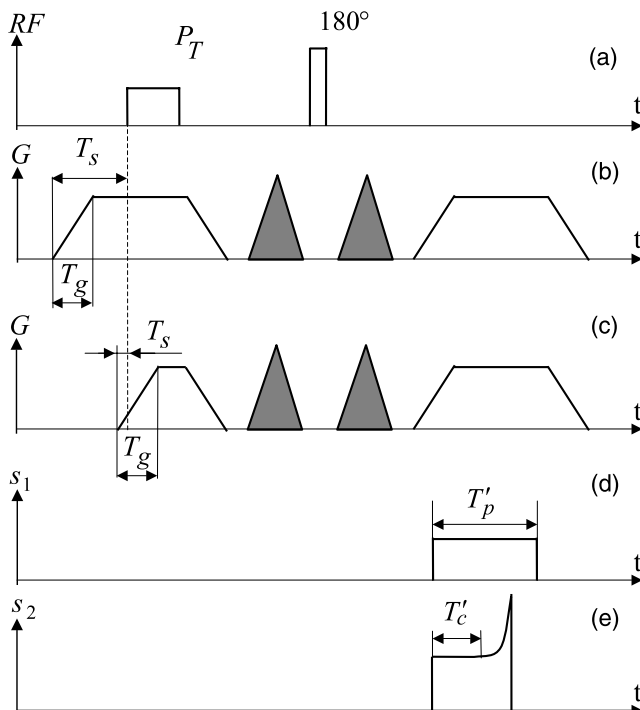 RF
P_T
180°
(a)
t
G
T_s
(b)
t
T_g
G
T_s
(c)
t
T_g
s_1
T'_p
(d)
t
s_2
T'_c
(e)
t